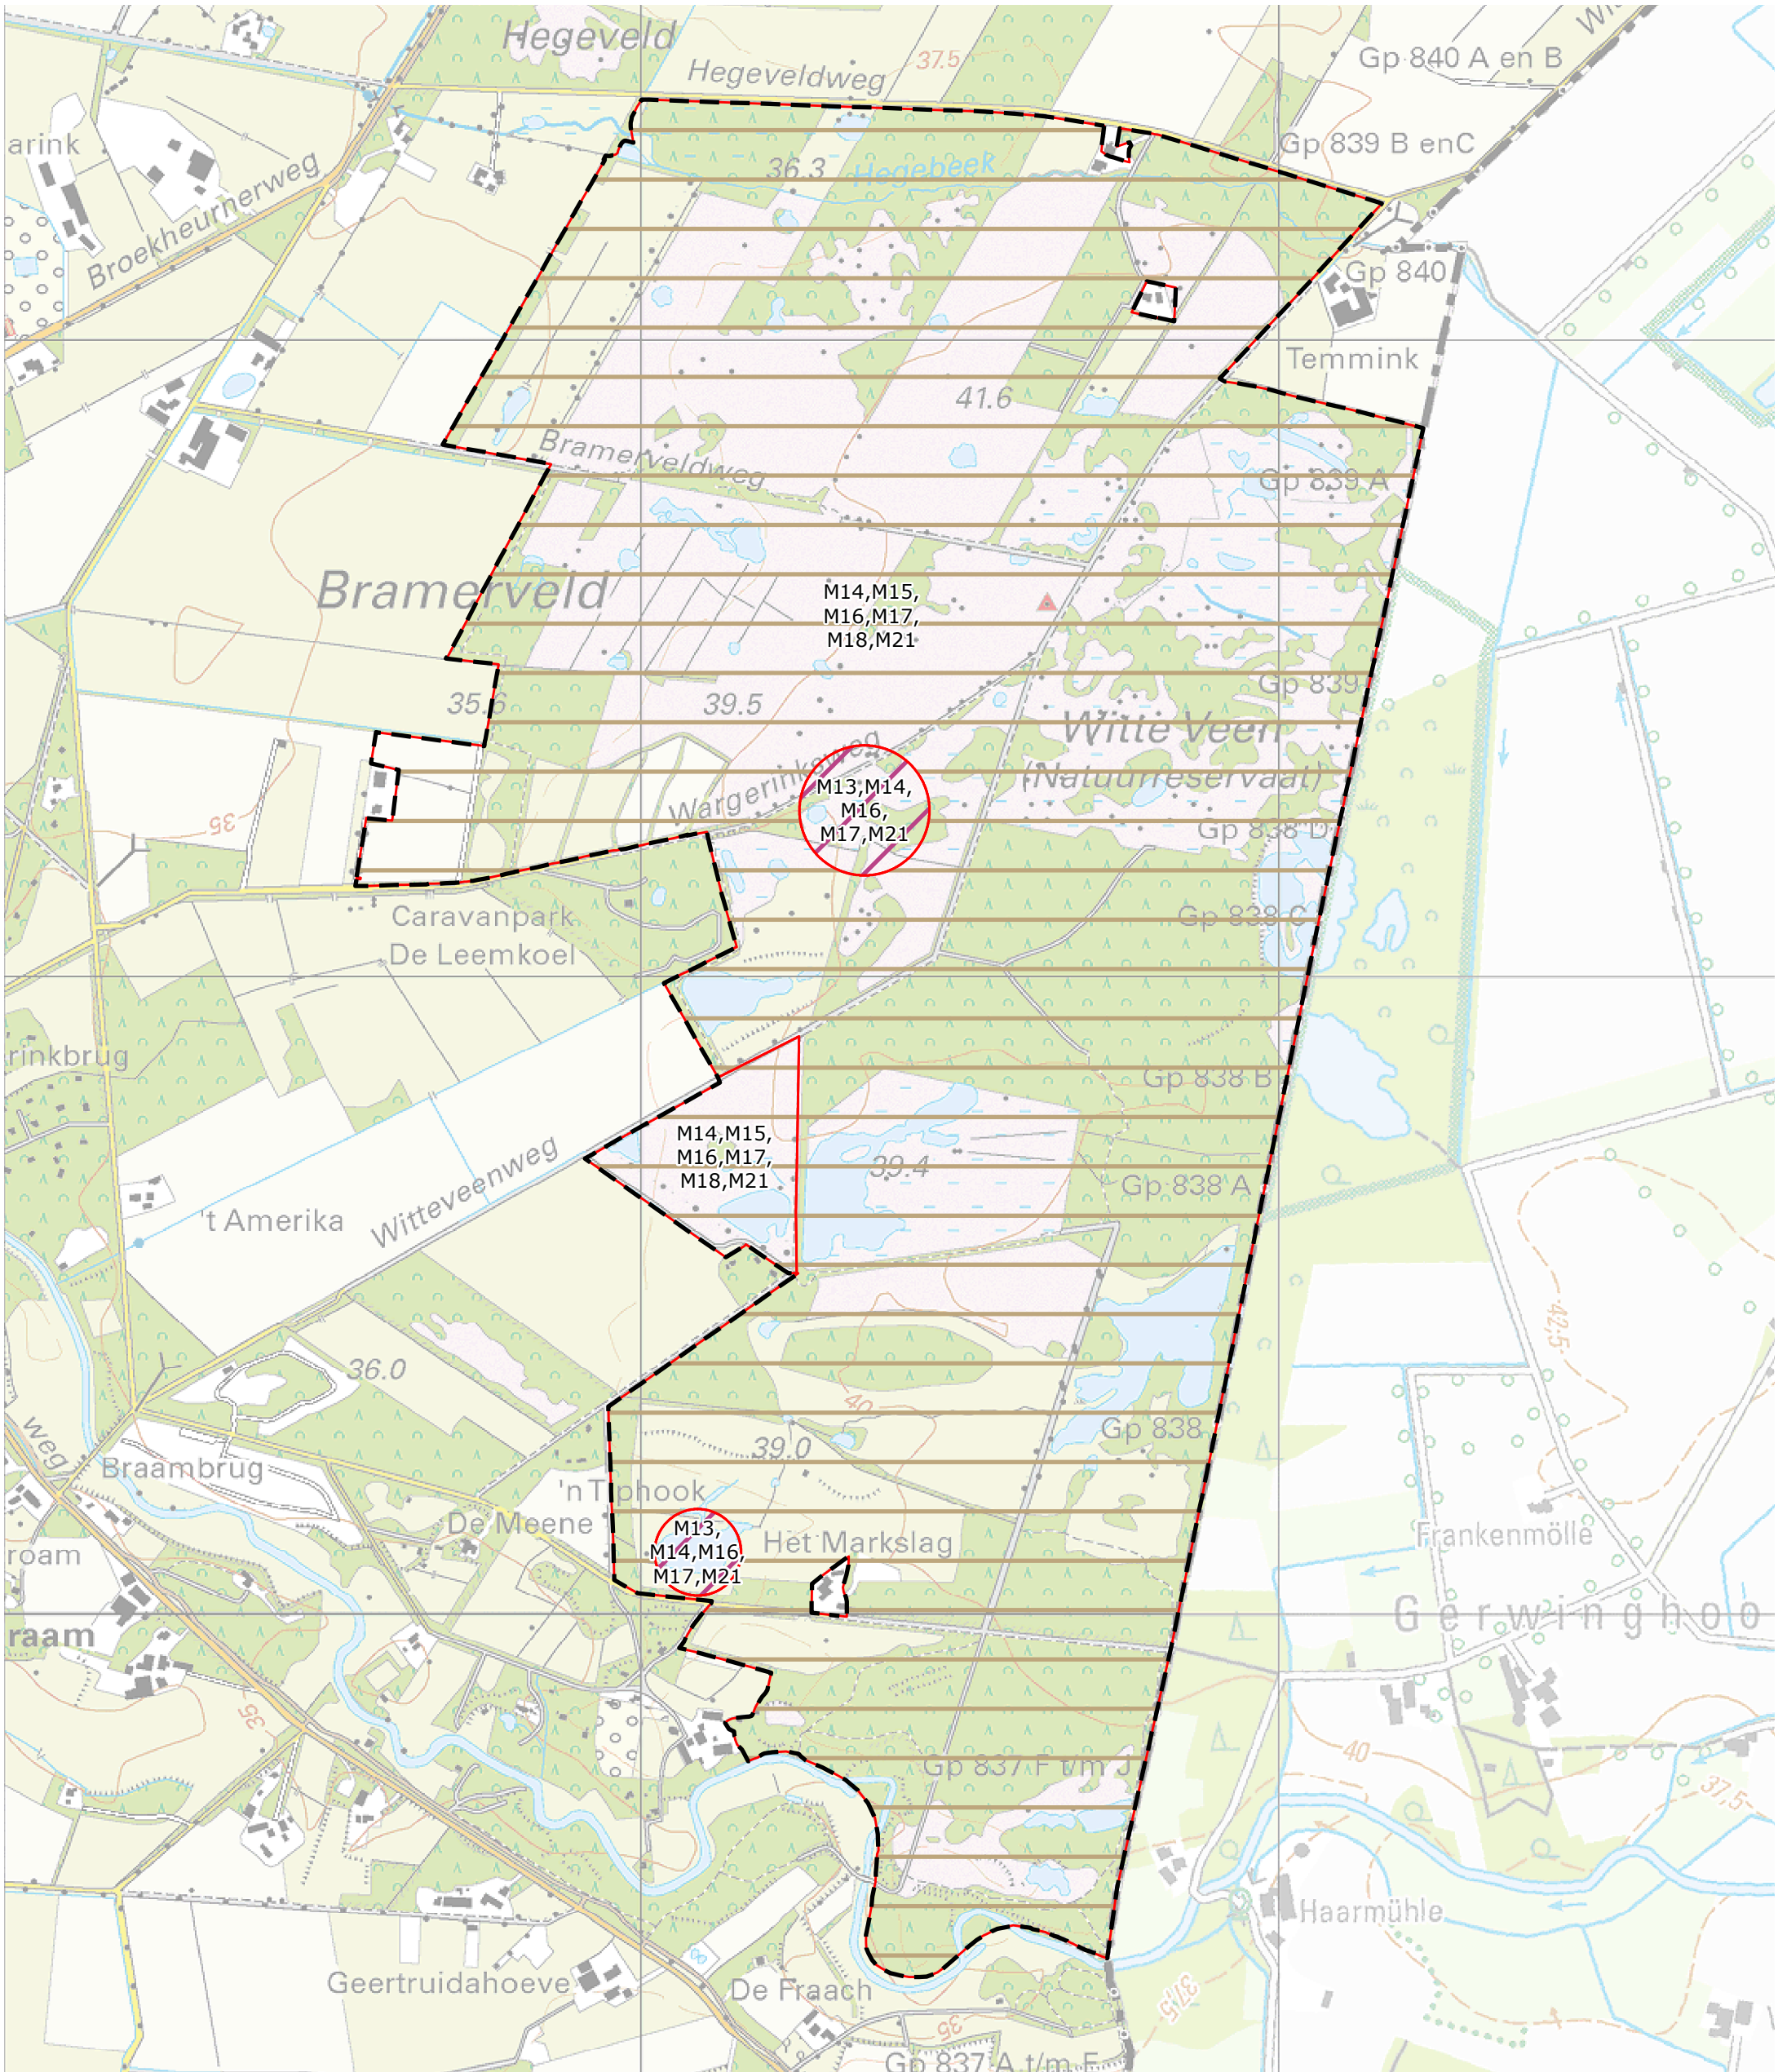 Hegeveld
Hegeveldweg
37.5
Gp 840 A en B
arink
Gp 839 B enC
Broekheurnerweg
36.3
Hegebeek
Gp 840
Temmink
41.6
Bramerveldweg
Gp 839 A
Bramerveld
M14,M15,
M16,M17,
M18,M21
35.6
39.5
Gp 839
Witte Veen
(Natuurreservaat)
Wargerinksweg
M13,M14,
M16,
M17,M21
35
Gp 838 D
Caravanpark
De Leemkoel
Gp 838 C
rinkbrug
Gp 838 B
M14,M15,
M16,M17,
M18,M21
39.4
Gp 838 A
't Amerika
Witteveenweg
42,5
36.0
40
39.0
Gp 838
weg
Braambrug
'n Tiphook
De Meene
M13,
M14,M16,
M17,M21
Het Markslag
Frankenmölle
roam
Gerwinghoo
raam
35
40
Gp 837 F t/m J
37,5
Haarmühle
Geertruidahoeve
De Fraach
37,5
35
Gp 837 A t/m E